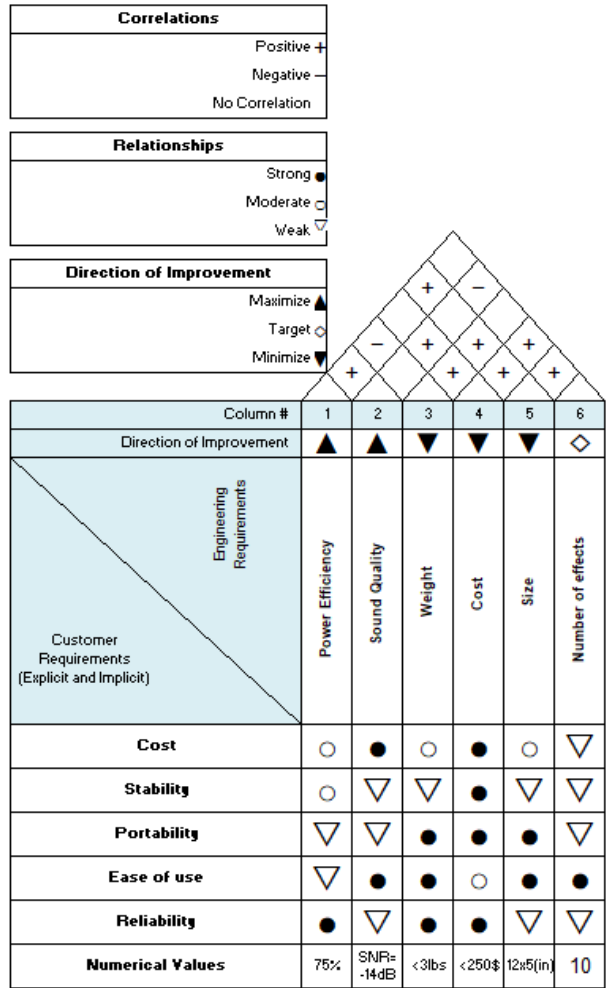 Correlations
Positive +
Negative −
No Correlation
Relationships
Strong ●
Moderate ○
Weak ▽
Direction of Improvement
Maximize ▲
Target ◇
Minimize ▼
+ −
− + + +
+ + + +
Column # 1 2 3 4 5 6
Direction of Improvement ▲ ▲ ▼ ▼ ▼ ◇
Engineering
Requirements
Customer
Requirements
(Explicit and Implicit)
Power Efficiency
Sound Quality
Weight
Cost
Size
Number of effects
Cost ○ ● ○ ● ○ ▽
Stability ○ ▽ ▽ ● ▽ ▽
Portability ▽ ▽ ● ● ● ▽
Ease of use ▽ ● ● ○ ● ●
Reliability ● ▽ ● ● ▽ ▽
Numerical Values 75% SNR= -14dB <3lbs <250$ 12x5(in) 10